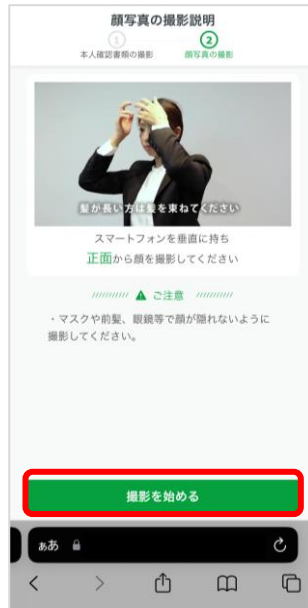 顔写真の撮影説明
1
2
本人確認書類の撮影
顔写真の撮影
髪が長い方は髪を束ねてください
スマートフォンを垂直に持ち
正面から顔を撮影してください
ご注意
・マスクや前髪、眼鏡等で顔が隠れないように
撮影してください。
撮影を始める
ぁあ